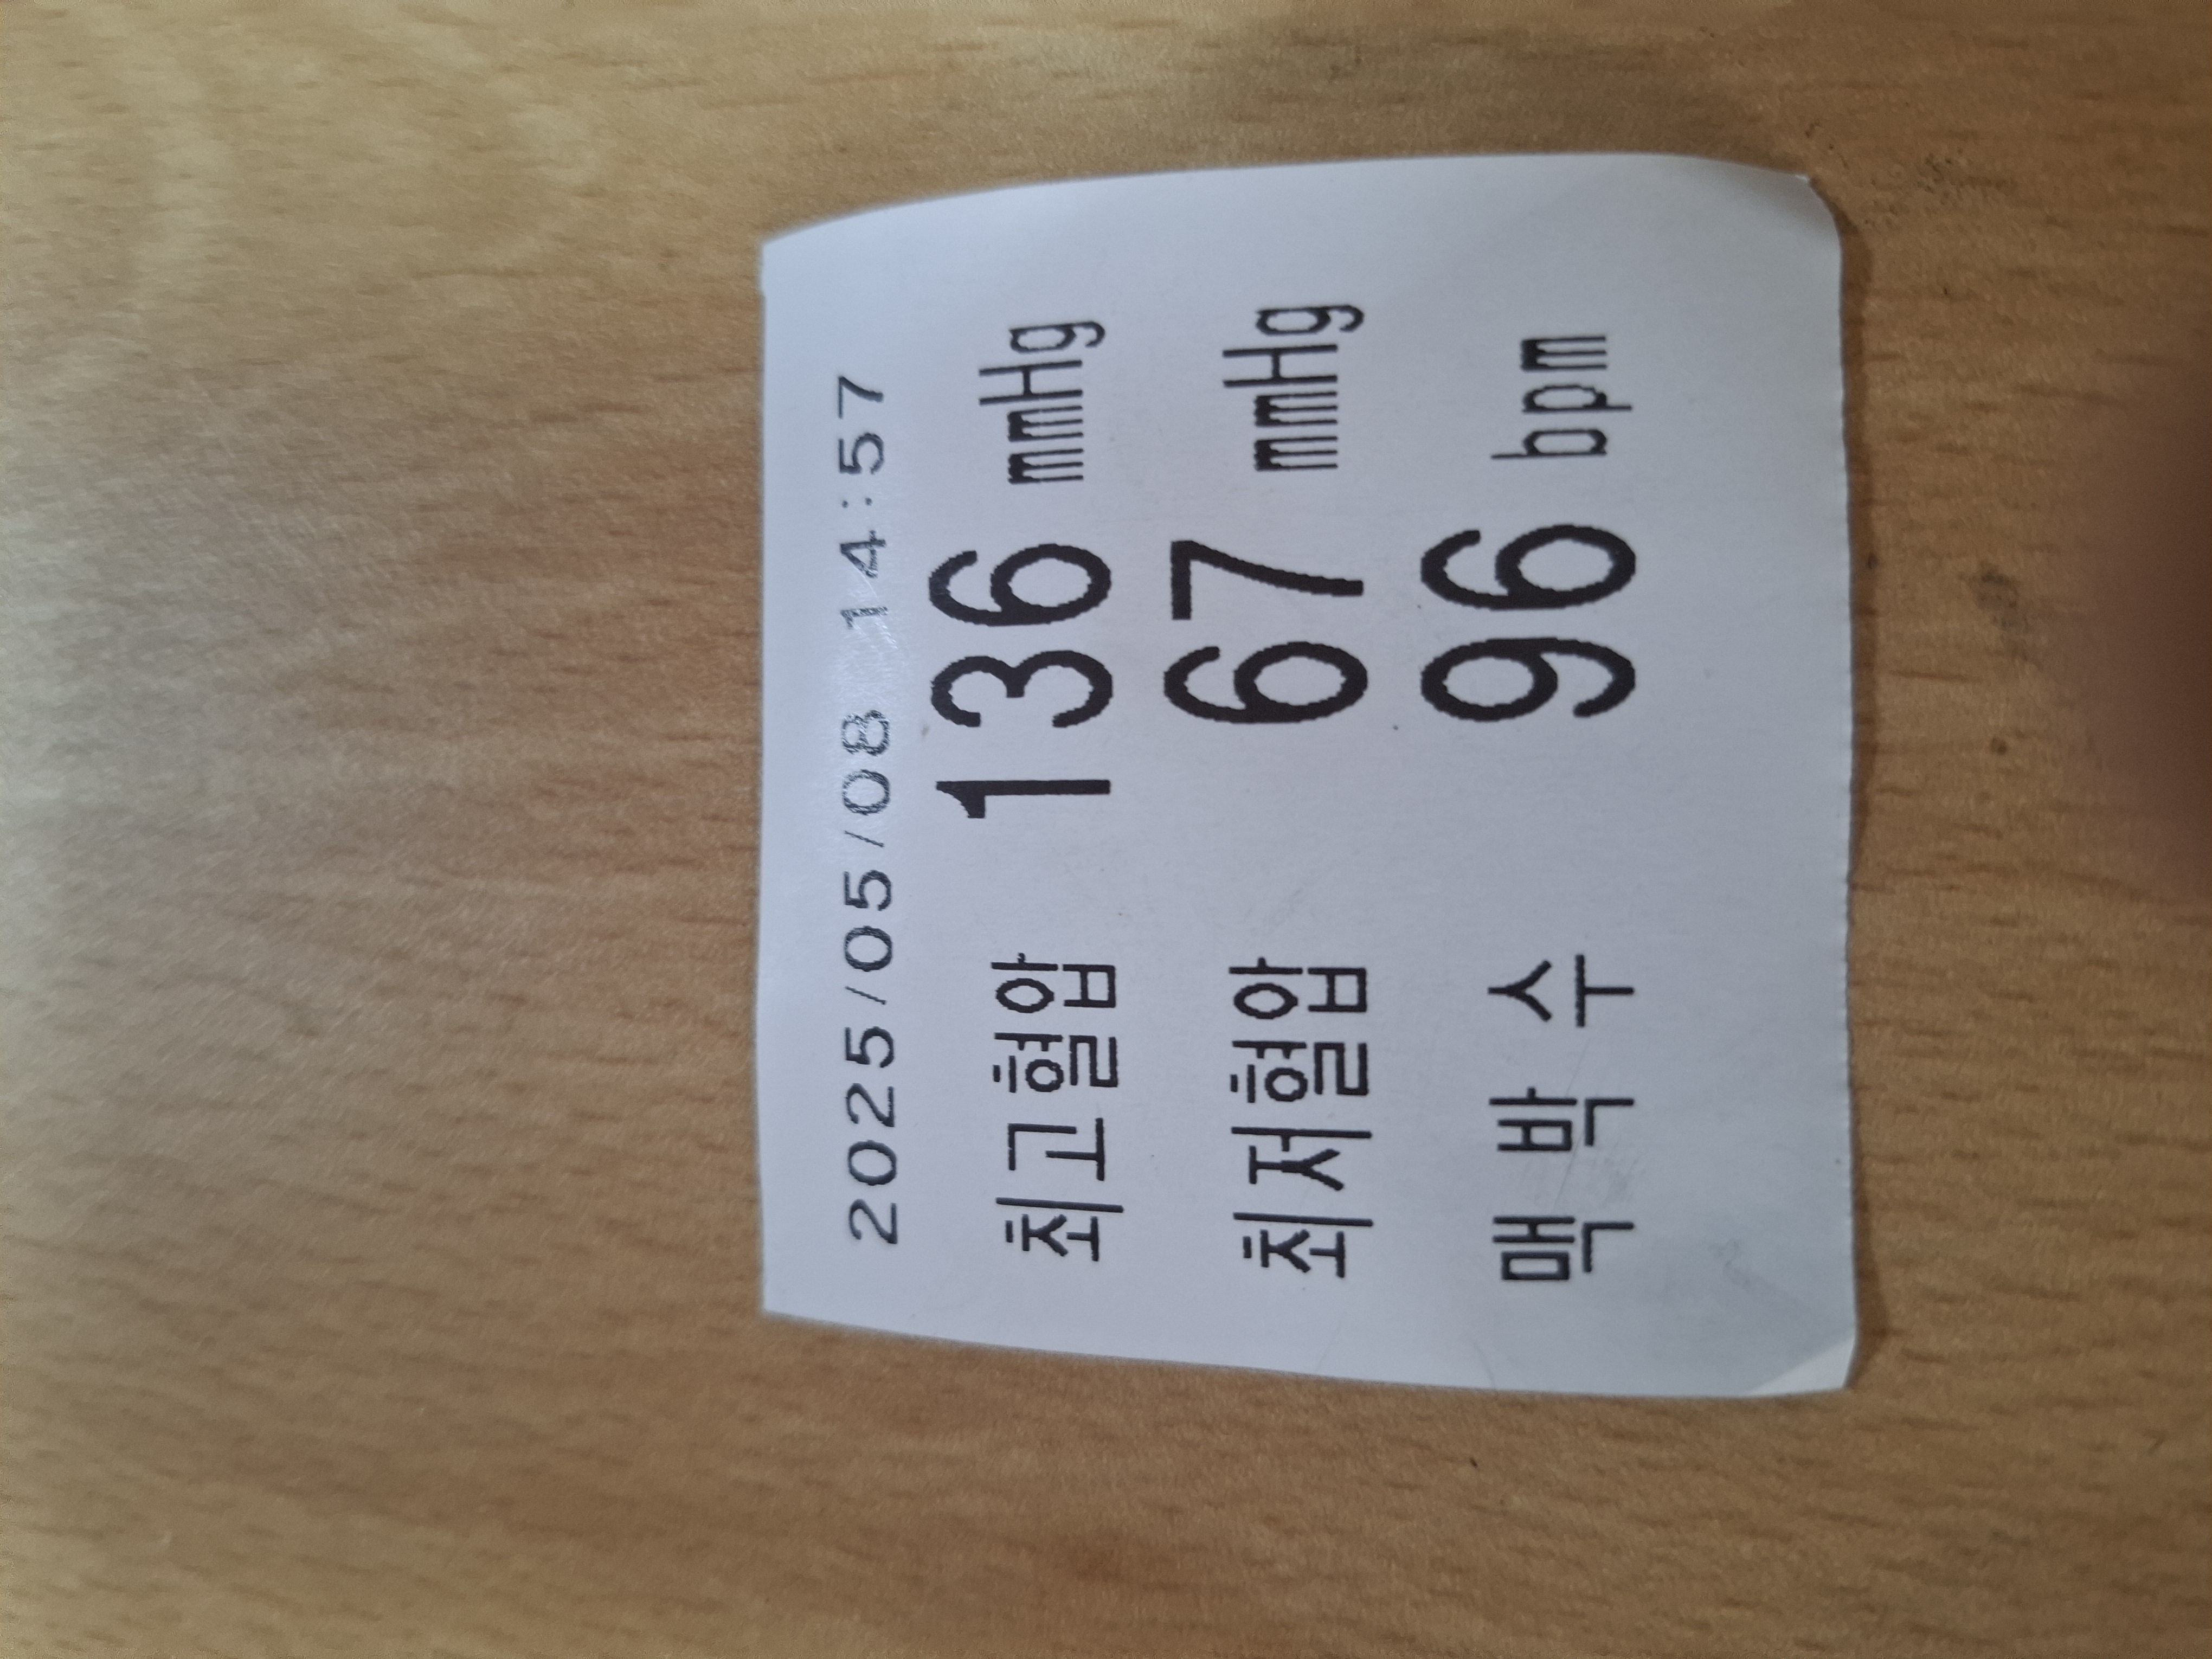 2025/05/08 14:57
최고혈압 136 mmHg
최저혈압 67 mmHg
맥 박 수 96 bpm